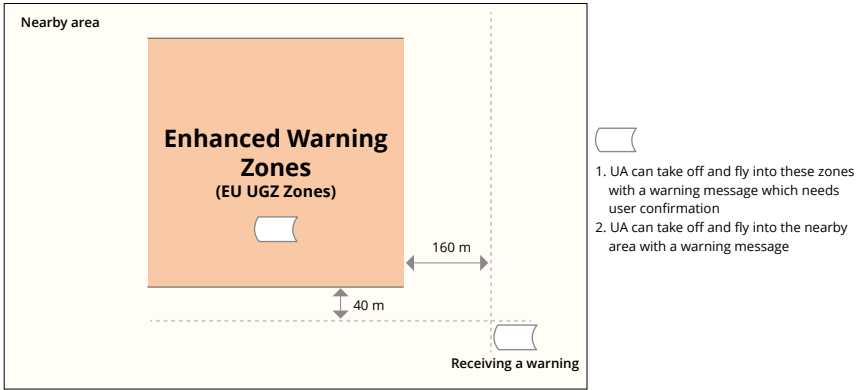 Nearby area
Enhanced Warning
Zones
(EU UGZ Zones)
160 m
40 m
Receiving a warning
1. UA can take off and fly into these zones
with a warning message which needs
user confirmation
2. UA can take off and fly into the nearby
area with a warning message